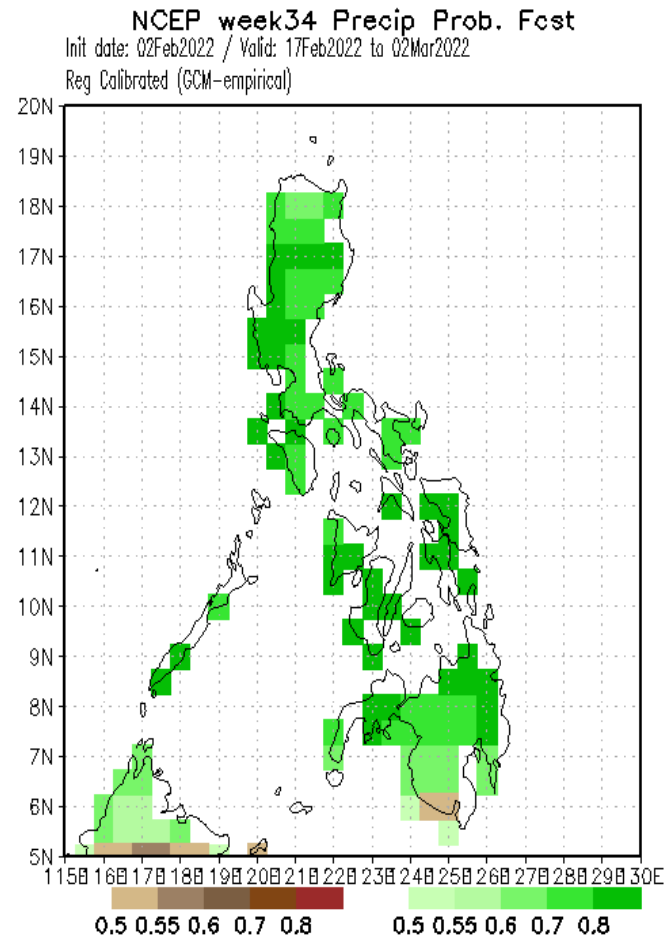 NCEP week34 Precip Prob. Fcst
Init date: 02Feb2022 / Valid: 17Feb2022 to 02Mar2022
Reg Calibrated (GCM-empirical)
20N
19N
18N
17N
16N
15N
14N
13N
12N
11N
10N
9N
8N
7N
6N
5N
115E 116E 117E 118E 119E 120E 121E 122E 123E 124E 125E 126E 127E 128E 129E 130E
0.5 0.55 0.6 0.7 0.8 0.5 0.55 0.6 0.7 0.8